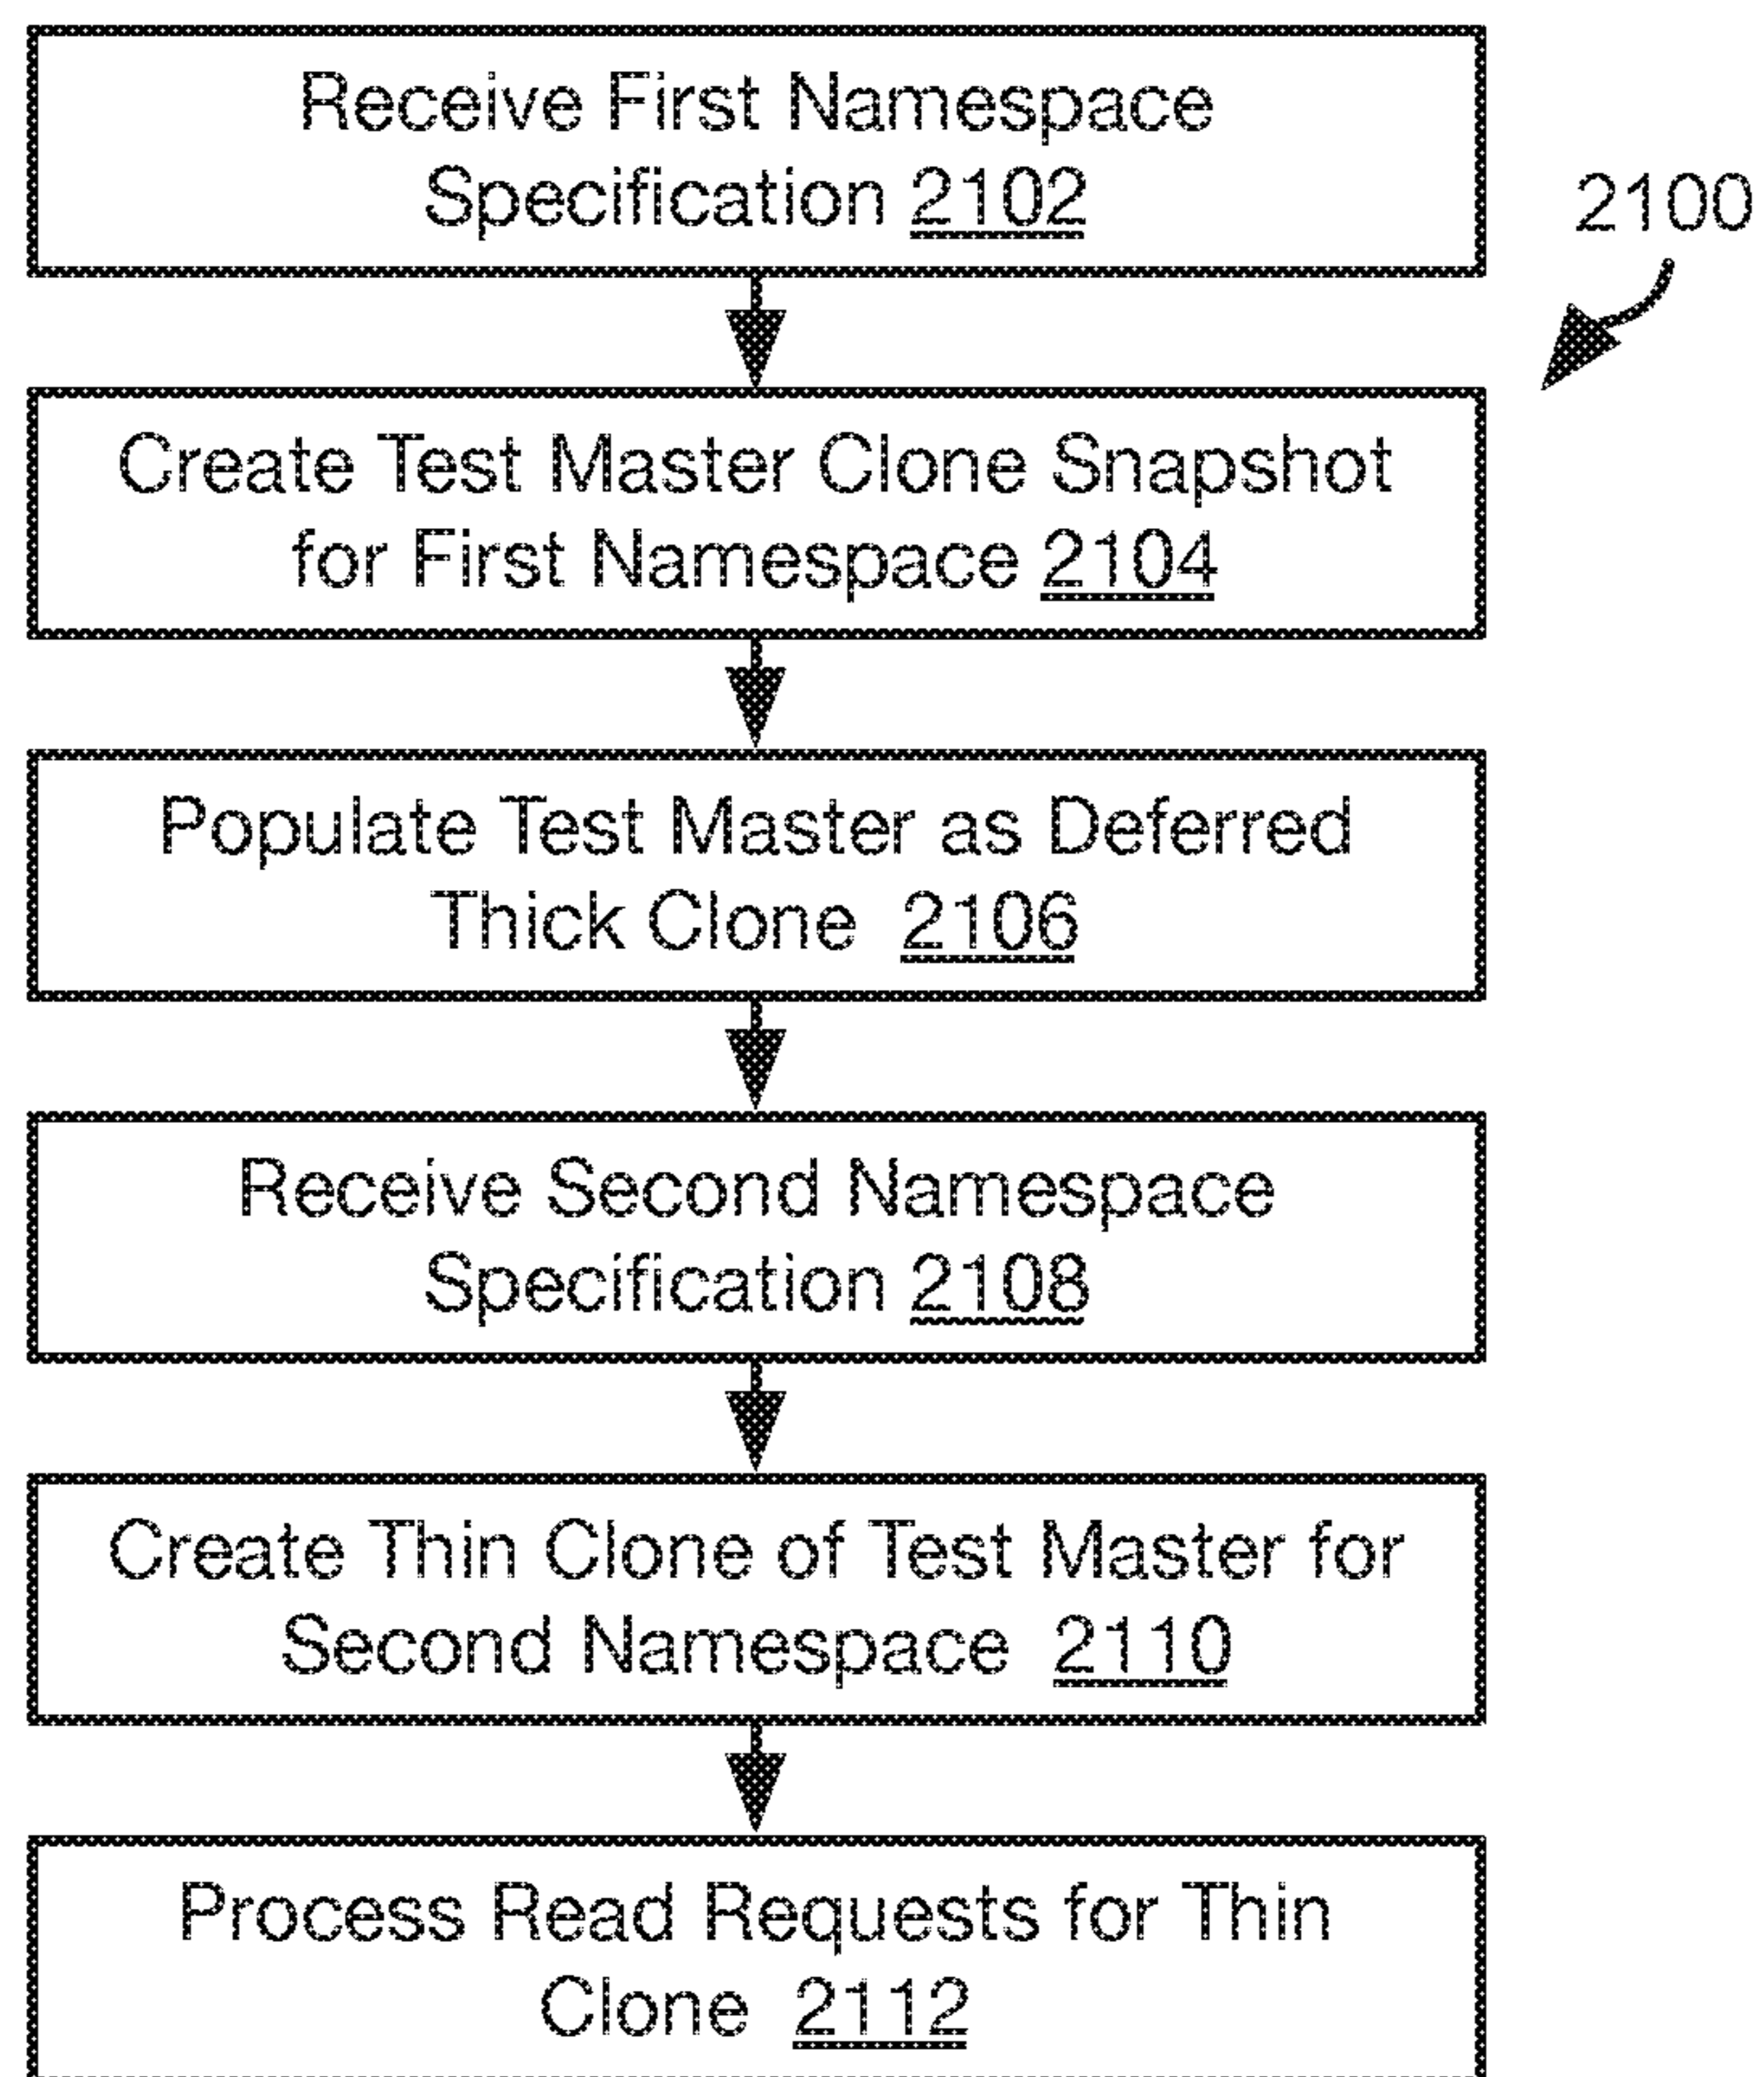 Receive First Namespace
Specification 2102
2100
Create Test Master Clone Snapshot
for First Namespace 2104
Populate Test Master as Deferred
Thick Clone 2106
Receive Second Namespace
Specification 2108
Create Thin Clone of Test Master for
Second Namespace 2110
Process Read Requests for Thin
Clone 2112